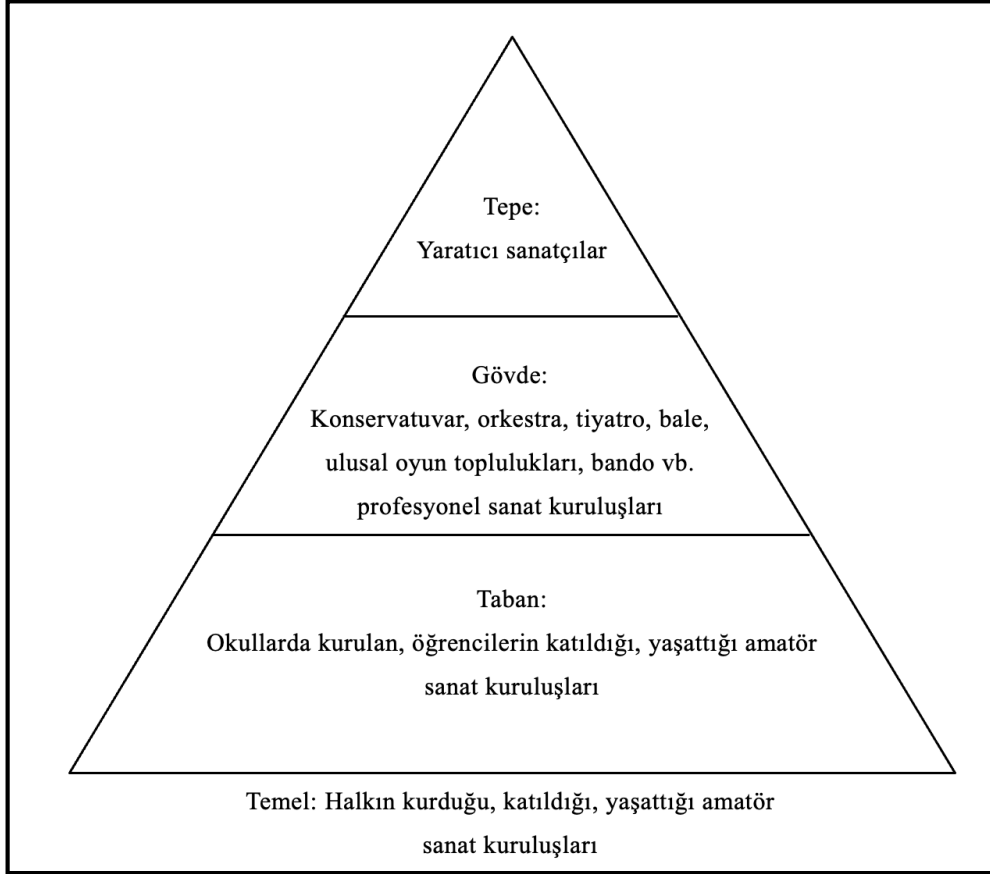 Tepe:
Yaratıcı sanatçılar
Gövde:
Konservatuvar, orkestra, tiyatro, bale,
ulusal oyun toplulukları, bando vb.
profesyonel sanat kuruluşları
Taban:
Okullarda kurulan, öğrencilerin katıldığı, yaşattığı amatör
sanat kuruluşları
Temel: Halkın kurduğu, katıldığı, yaşattığı amatör
sanat kuruluşları